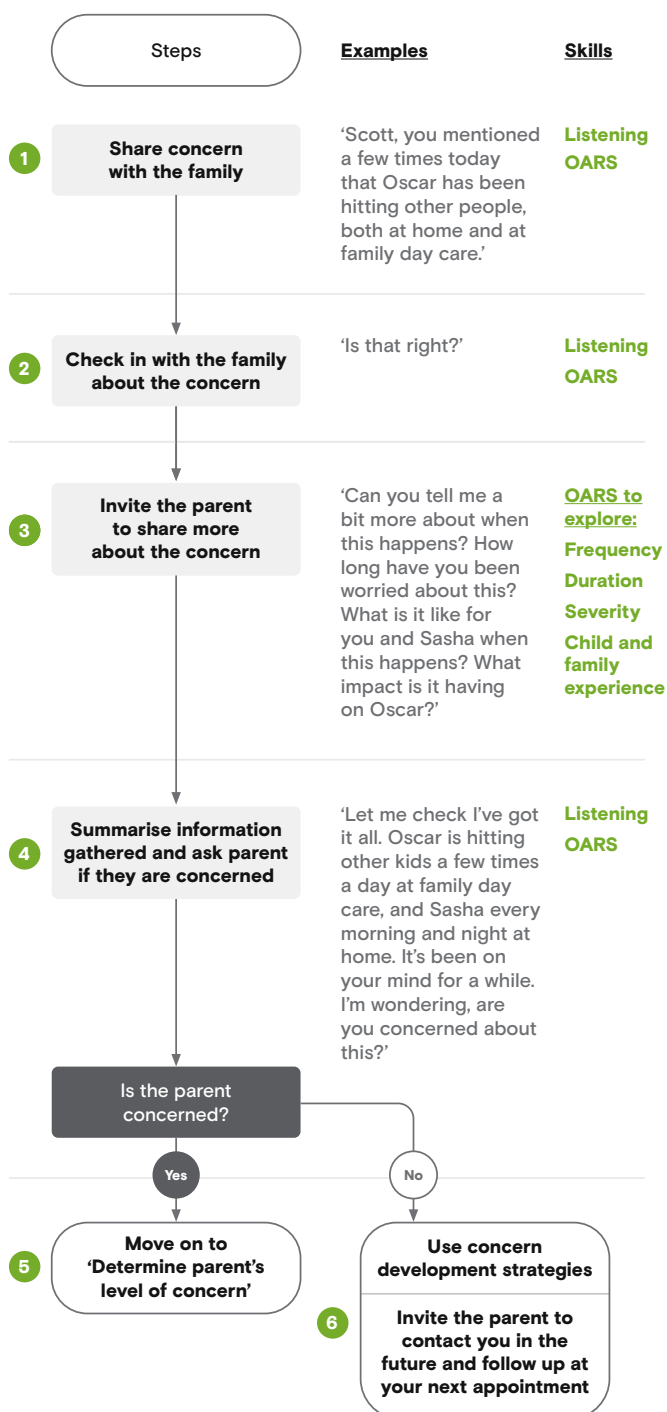 Steps
Examples
Skills
1
Share concern
with the family
‘Scott, you mentioned
a few times today
that Oscar has been
hitting other people,
both at home and at
family day care.’
Listening
OARS
2
Check in with the family
about the concern
‘Is that right?’
Listening
OARS
3
Invite the parent
to share more
about the concern
‘Can you tell me a
bit more about when
this happens? How
long have you been
worried about this?
What is it like for
you and Sasha when
this happens? What
impact is it having
on Oscar?’
OARS to
explore:
Frequency
Duration
Severity
Child and
family
experience
4
Summarise information
gathered and ask parent
if they are concerned
‘Let me check I’ve got
it all. Oscar is hitting
other kids a few times
a day at family day
care, and Sasha every
morning and night at
home. It’s been on
your mind for a while.
I’m wondering, are
you concerned about
this?’
Listening
OARS
Is the parent
concerned?
Yes
No
5
Move on to
‘Determine parent’s
level of concern’
6
Use concern
development strategies
Invite the parent to
contact you in the
future and follow up at
your next appointment